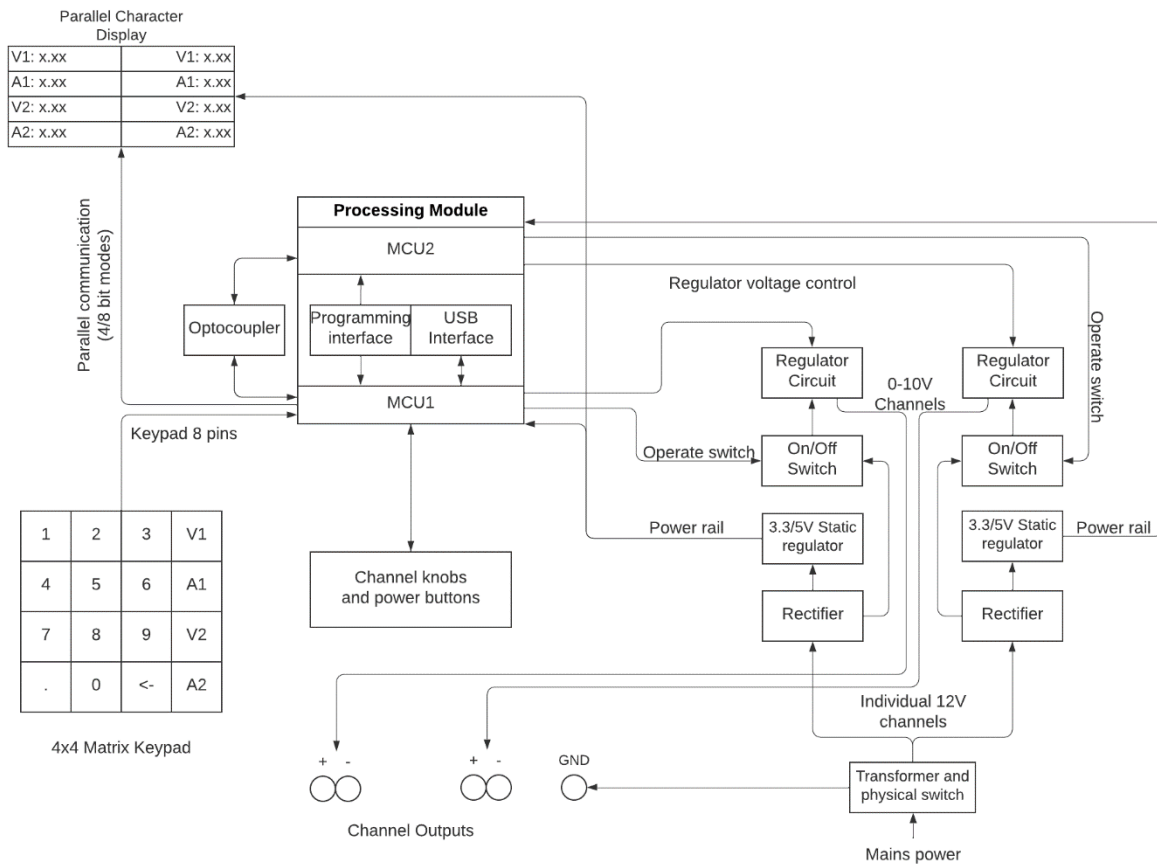 Parallel Character
Display
V1: x.xx V1: x.xx
A1: x.xx A1: x.xx
V2: x.xx V2: x.xx
A2: x.xx A2: x.xx
Parallel communication
(4/8 bit modes)
Processing Module
MCU2
Optocoupler
Programming
interface
USB
Interface
MCU1
Keypad 8 pins
Regulator voltage control
Operate switch
Regulator
Circuit
0-10V
Channels
Regulator
Circuit
Operate switch
On/Off
Switch
On/Off
Switch
Power rail
3.3/5V Static
regulator
3.3/5V Static
regulator
Power rail
Rectifier
Rectifier
Channel knobs
and power buttons
1 2 3 V1
4 5 6 A1
7 8 9 V2
. 0 <- A2
4x4 Matrix Keypad
Individual 12V
channels
+ -
+ -
GND
Channel Outputs
Transformer and
physical switch
Mains power